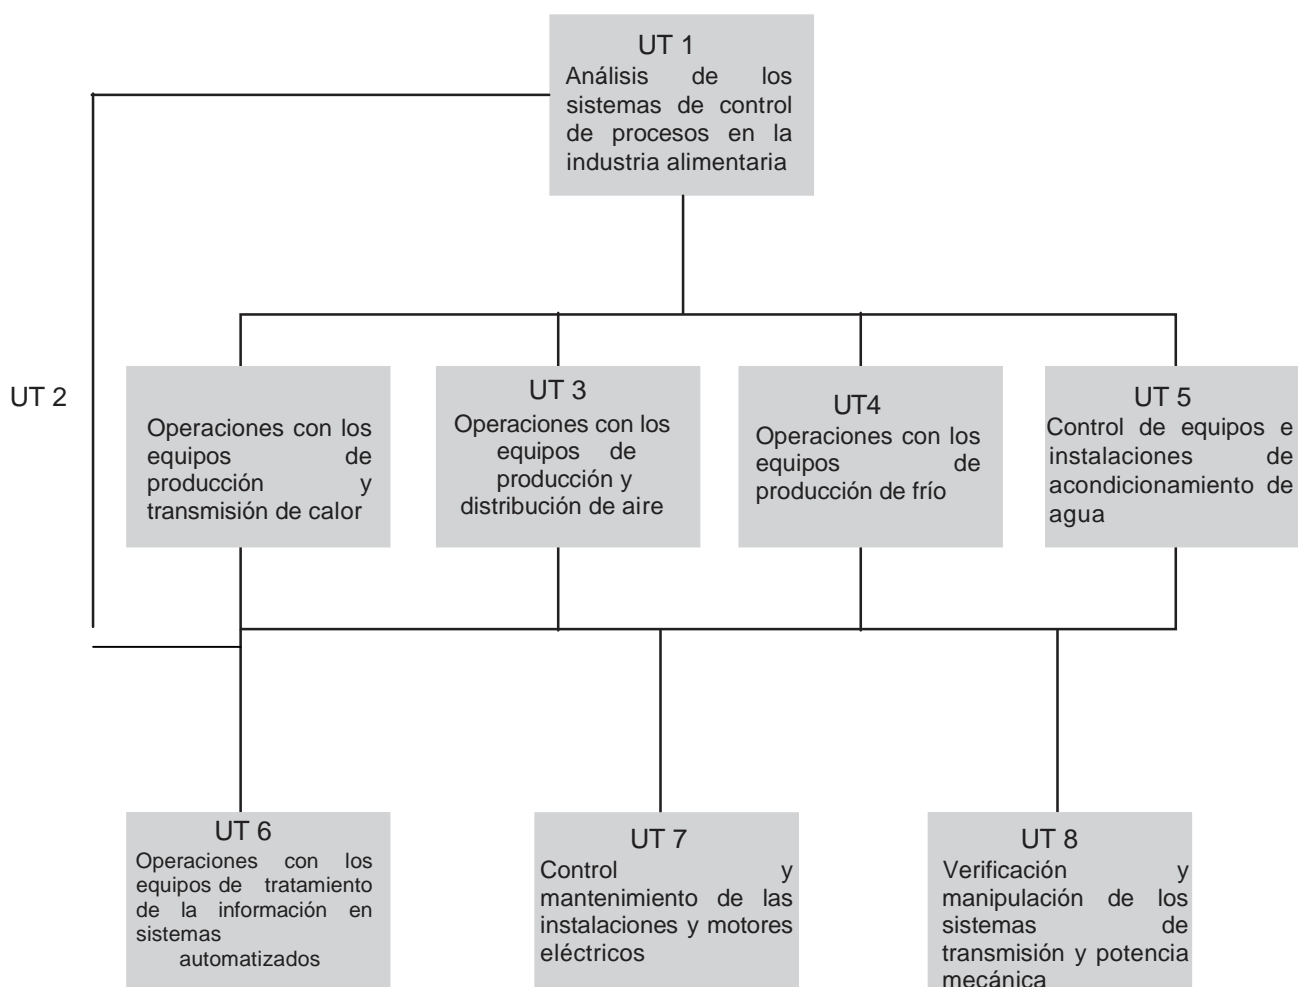 UT 1
Análisis de los
sistemas de control
de procesos en la
industria alimentaria
UT 2
Operaciones con los
equipos de
producción y
transmisión de calor
UT 3
Operaciones con los
equipos de
producción y
distribución de aire
UT4
Operaciones con los
equipos de
producción de frío
UT 5
Control de equipos e
instalaciones de
acondicionamiento de
agua
UT 6
Operaciones con los
equipos de tratamiento
de la información en
sistemas
automatizados
UT 7
Control y
mantenimiento de las
instalaciones y motores
eléctricos
UT 8
Verificación y
manipulación de los
sistemas de
transmisión y potencia
mecánica